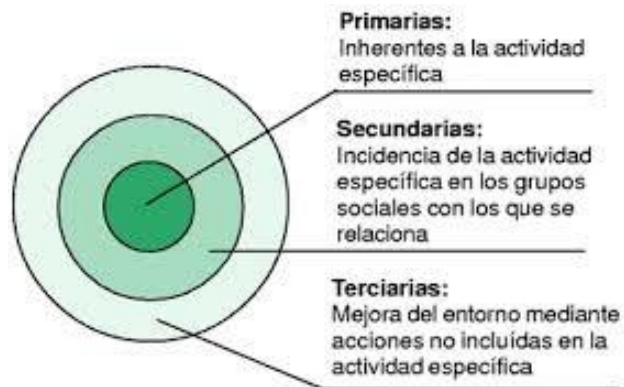 Primarias:
Inherentes a la actividad
específica
Secundarias:
Incidencia de la actividad
específica en los grupos
sociales con los que se
relaciona
Terciarias:
Mejora del entorno mediante
acciones no incluídas en la
actividad específica